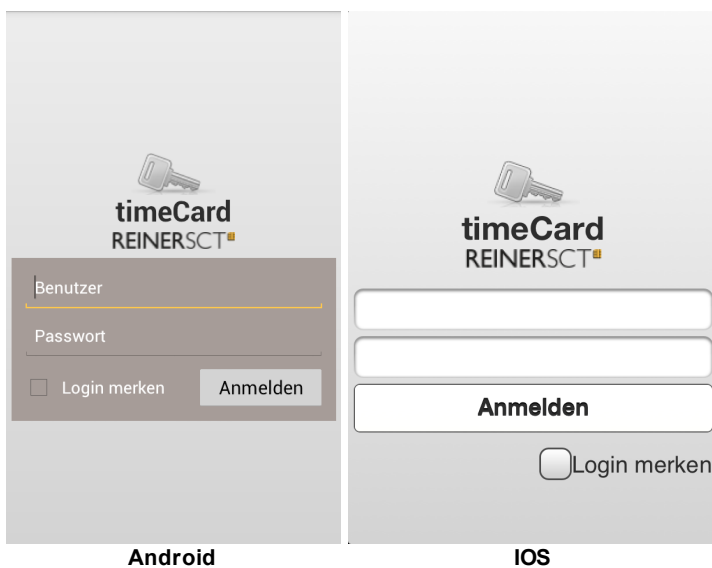 timeCard
REINERSCT
Benutzer
Passwort
Login merken
Anmelden
Android
timeCard
REINERSCT
Anmelden
Login merken
IOS